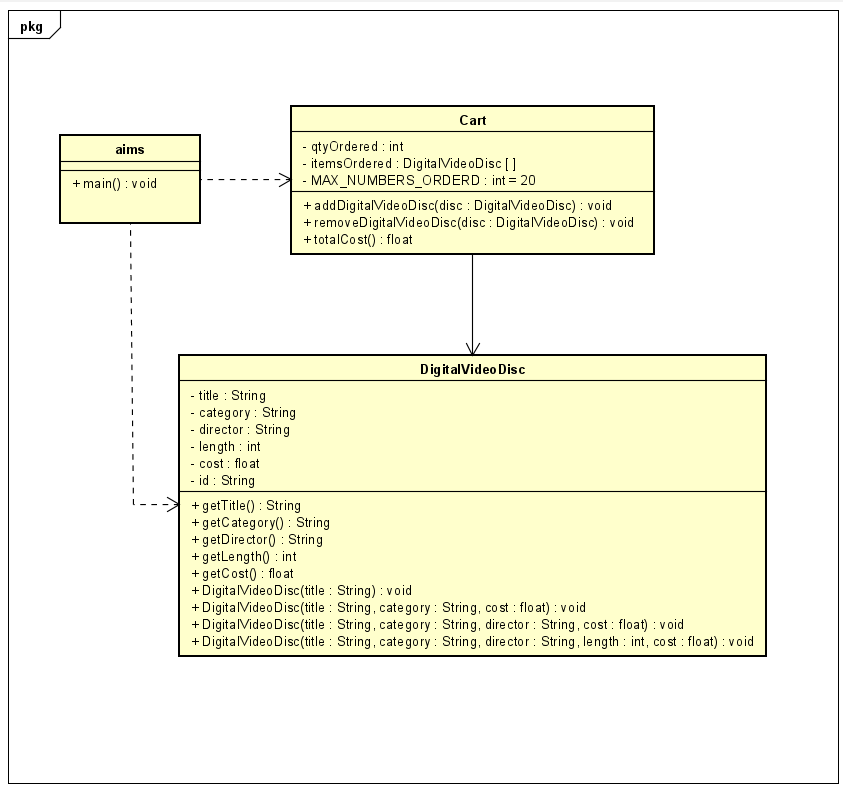 pkg
aims
+ main() : void
Cart
- qtyOrdered : int
- itemsOrdered : DigitalVideoDisc [ ]
- MAX_NUMBERS_ORDERD : int = 20
+ addDigitalVideoDisc(disc : DigitalVideoDisc) : void
+ removeDigitalVideoDisc(disc : DigitalVideoDisc) : void
+ totalCost() : float
DigitalVideoDisc
- title : String
- category : String
- director : String
- length : int
- cost : float
- id : String
+ getTitle() : String
+ getCategory() : String
+ getDirector() : String
+ getLength() : int
+ getCost() : float
+ DigitalVideoDisc(title : String) : void
+ DigitalVideoDisc(title : String, category : String, cost : float) : void
+ DigitalVideoDisc(title : String, category : String, director : String, cost : float) : void
+ DigitalVideoDisc(title : String, category : String, director : String, length : int, cost : float) : void